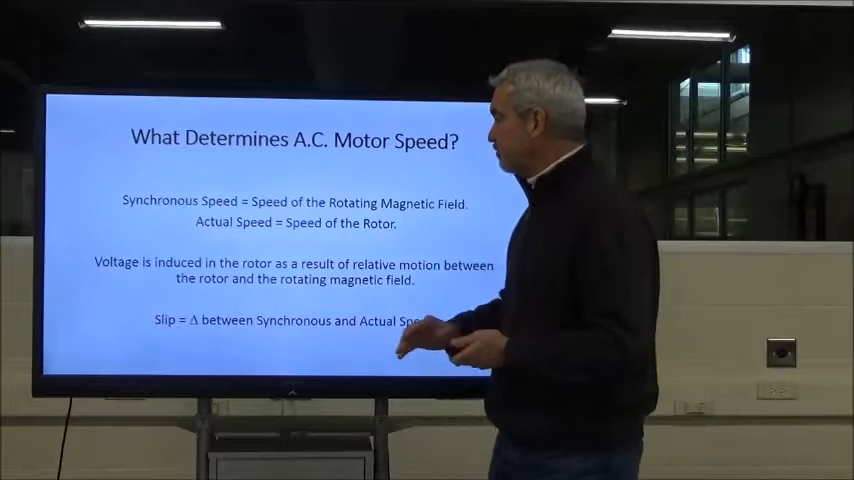 What Determines A.C. Motor Speed?
Synchronous Speed = Speed of the Rotating Magnetic Field.
Actual Speed = Speed of the Rotor.
Voltage is induced in the rotor as a result of relative motion between
the rotor and the rotating magnetic field.
Slip = Δ between Synchronous and Actual